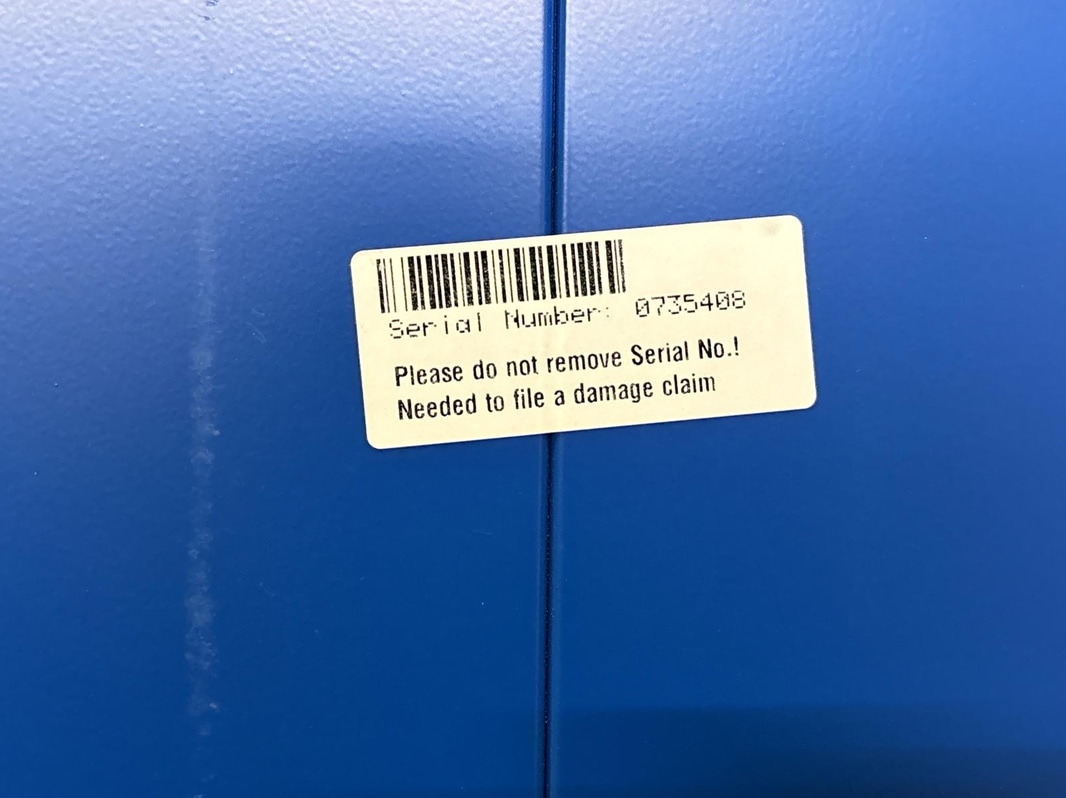 Serial Number: 0735408
Please do not remove Serial No.!
Needed to file a damage claim